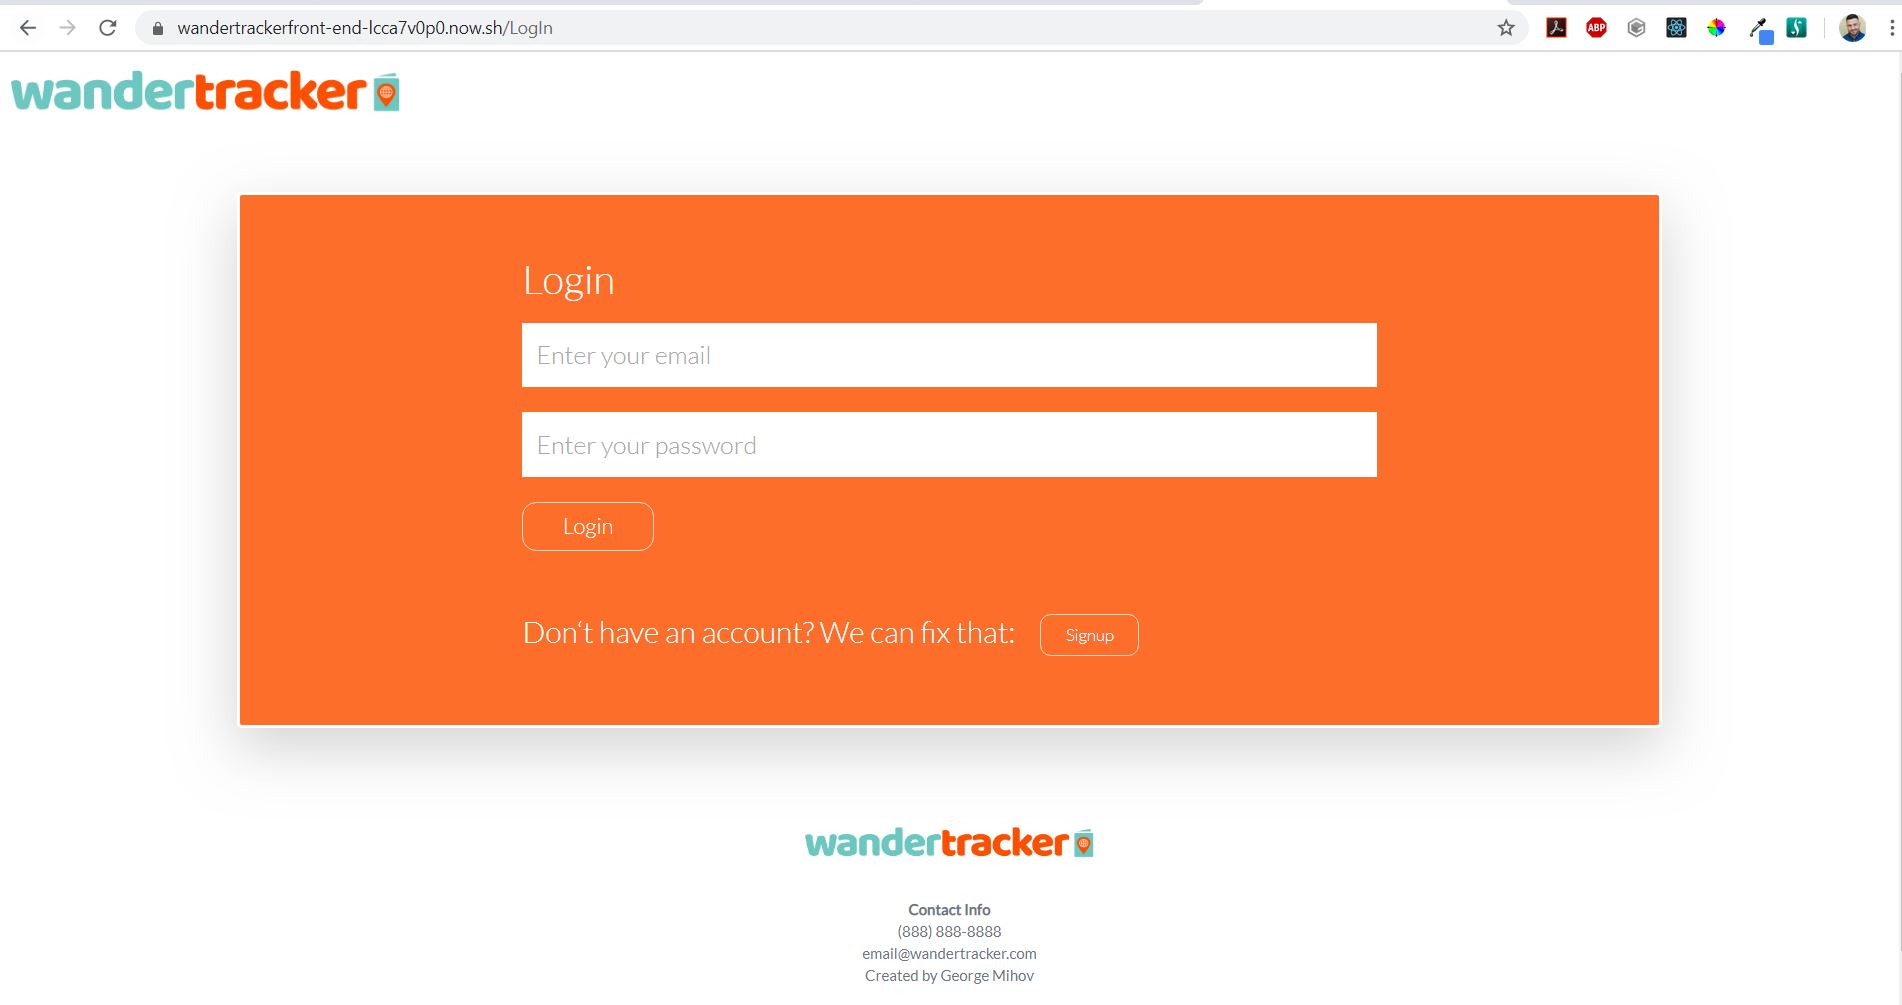 wandertrackerfront-end-lcca7v0p0.now.sh/LogIn
ABP
wandertracker
Login
Enter your email
Enter your password
Login
Don‘t have an account? We can fix that:
Signup
wandertracker
Contact Info
(888) 888-8888
email@wandertracker.com
Created by George Mihov